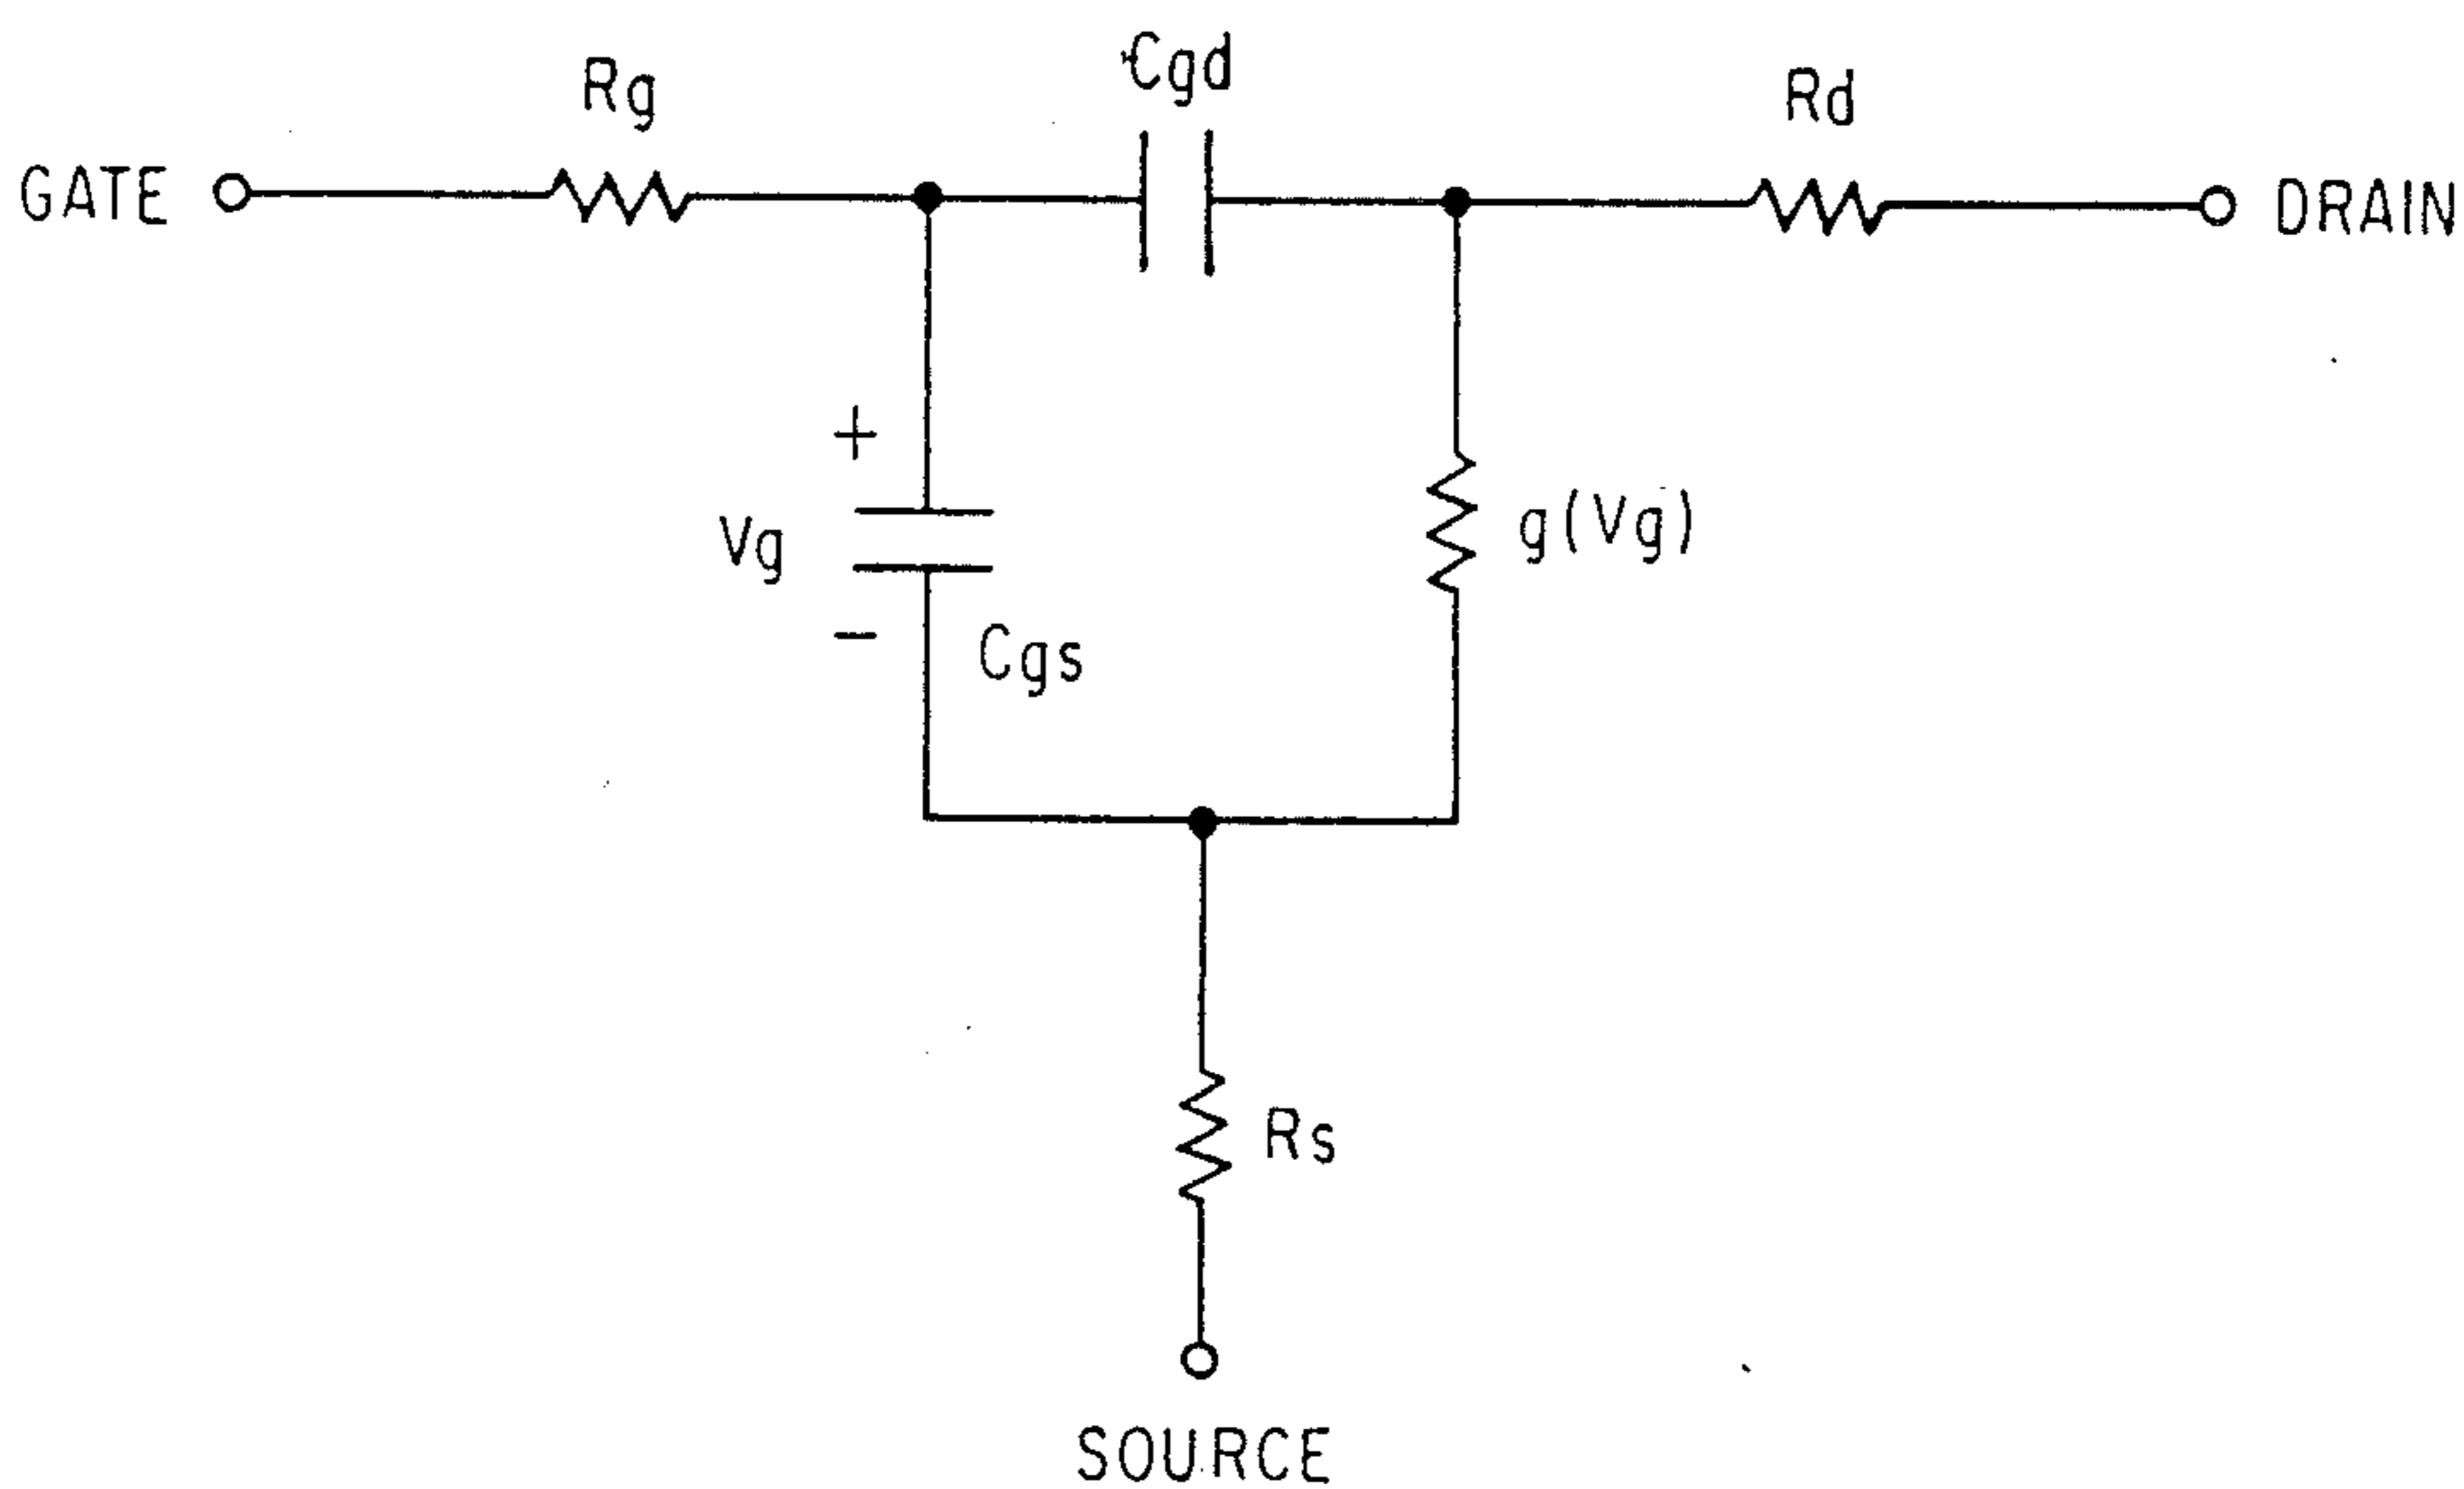 Cgd
Rg
Rd
GATE
DRAIN
+
Vg
g(Vg)
-
Cgs
Rs
SOURCE